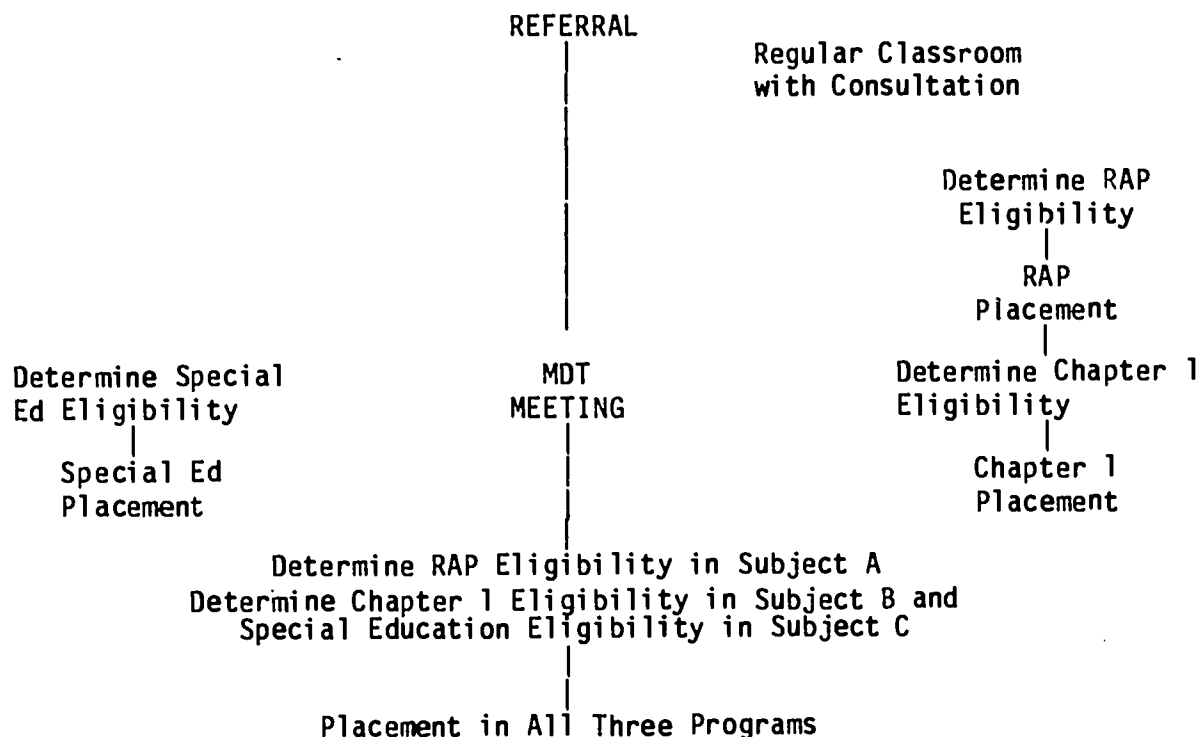 REFERRAL
Regular Classroom
with Consultation
Determine RAP
Eligibility
RAP
Placement
Determine Special
Ed Eligibility
Special Ed
Placement
MDT
MEETING
Determine Chapter 1
Eligibility
Chapter 1
Placement
Determine RAP Eligibility in Subject A
Determine Chapter 1 Eligibility in Subject B and
Special Education Eligibility in Subject C
Placement in All Three Programs